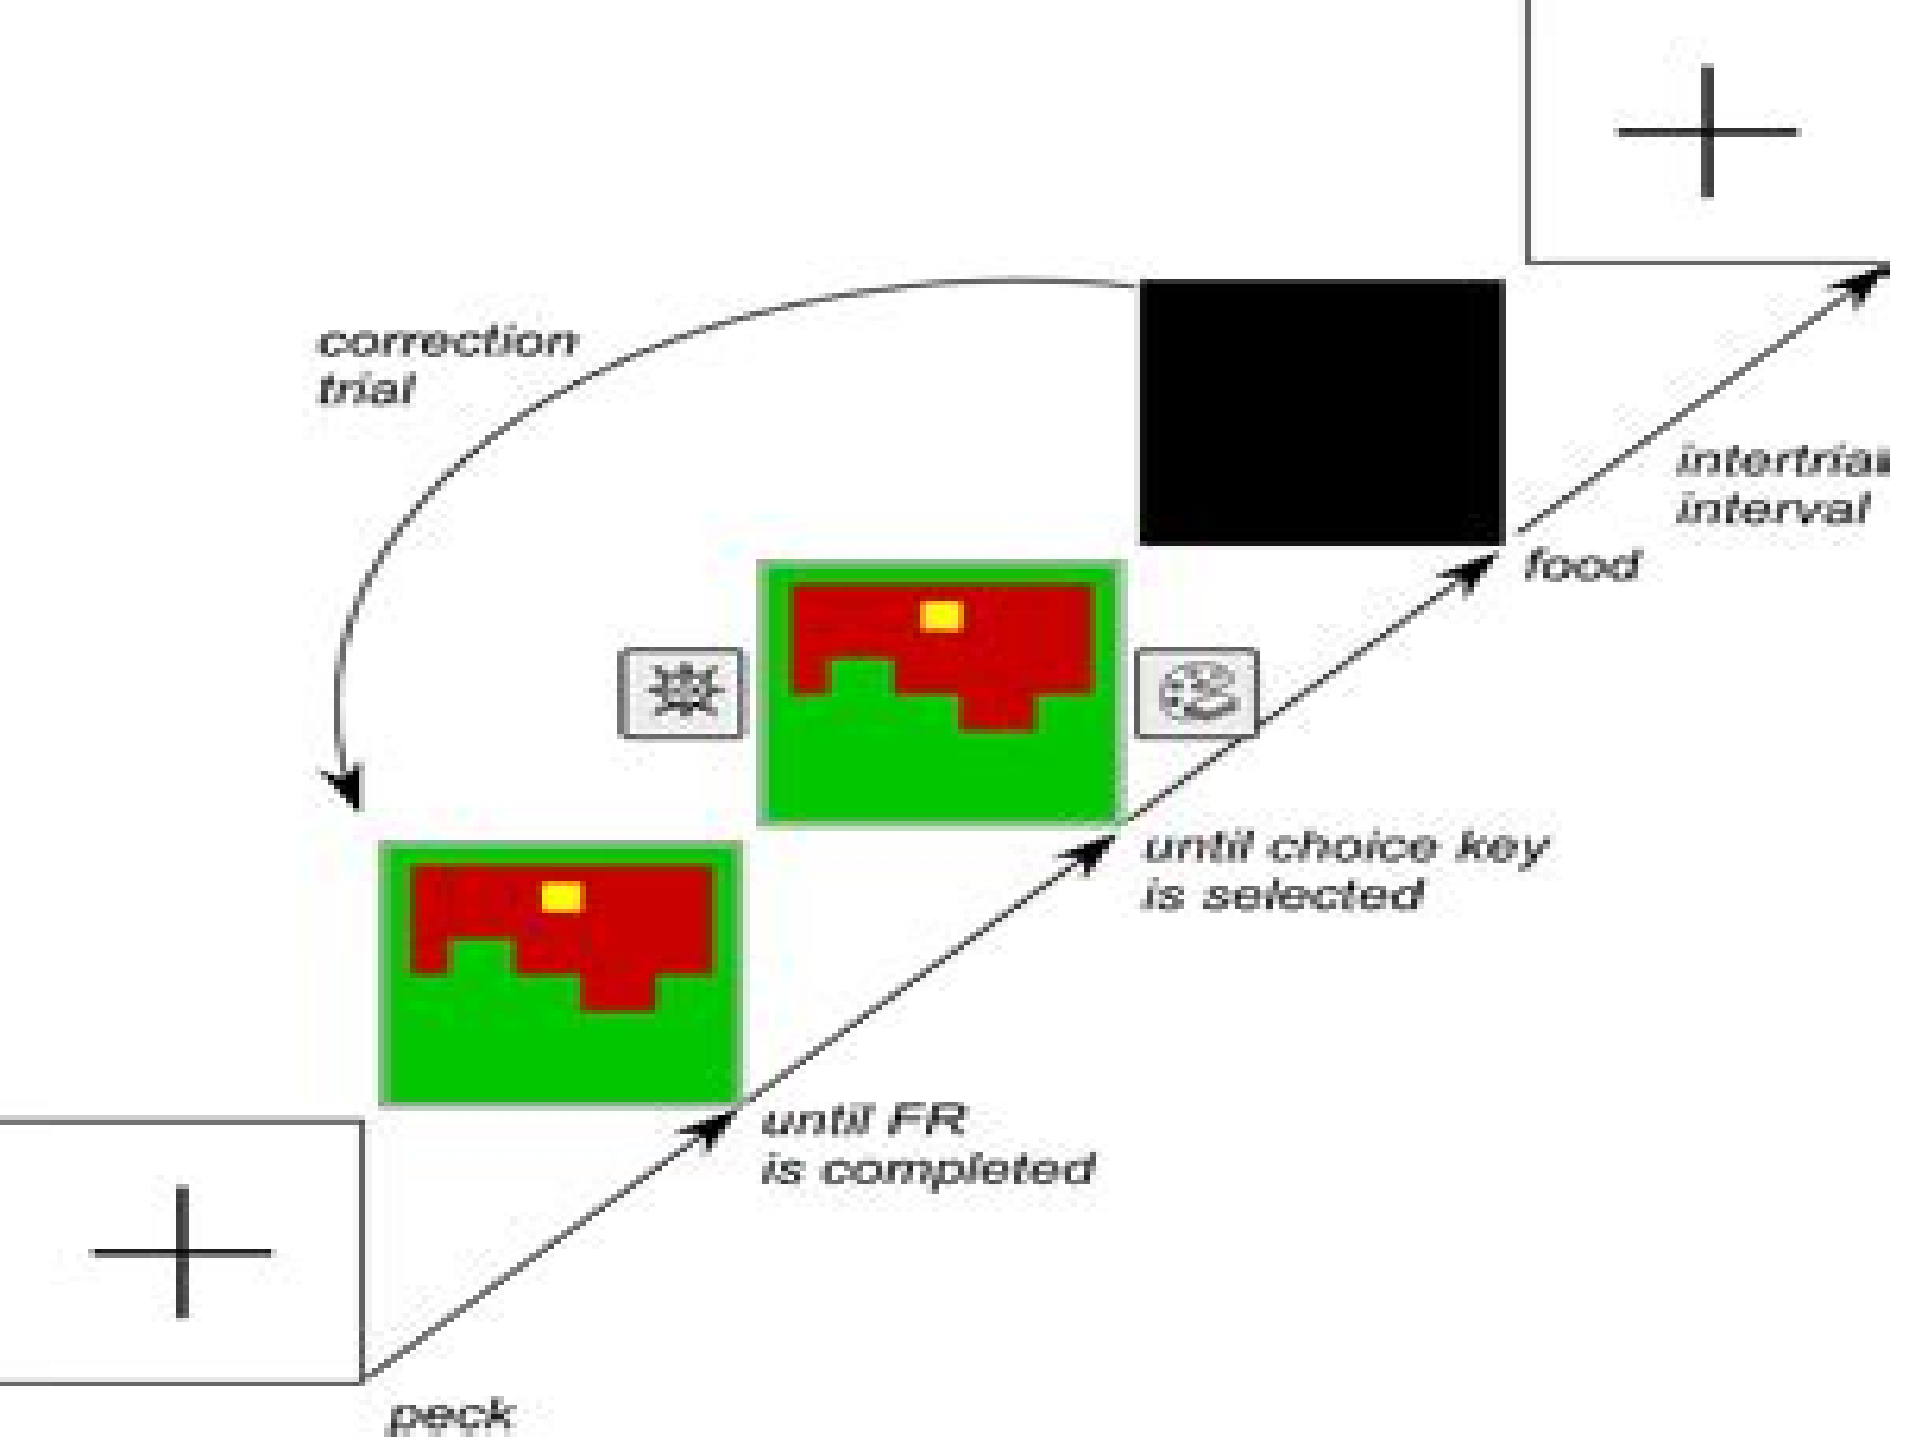 correction
trial
intertrial
interval
food
until choice key
is selected
until FR
is completed
peck